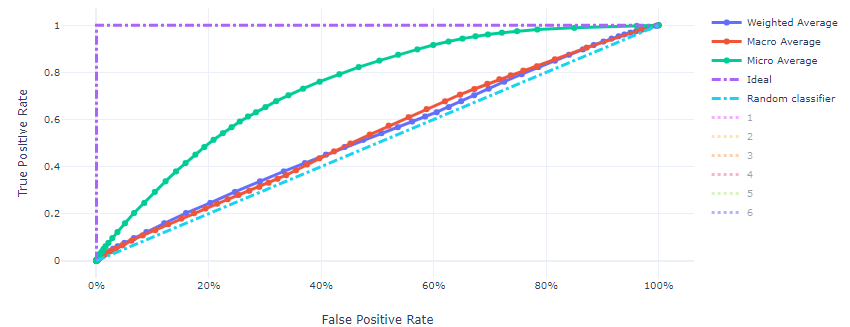 1
0.8
0.6
0.4
0.2
0
True Positive Rate
0%
20%
40%
60%
80%
100%
False Positive Rate
Weighted Average
Macro Average
Micro Average
Ideal
Random classifier
1
2
3
4
5
6